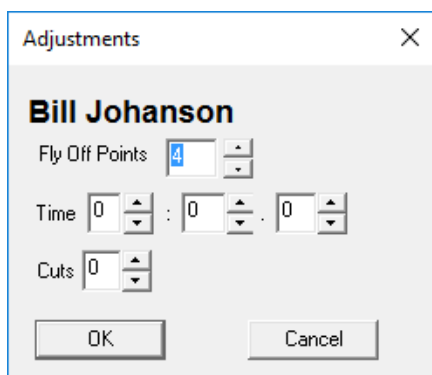 Adjustments
Bill Johanson
Fly Off Points 4
Time 0 : 0 . 0
Cuts 0
OK Cancel